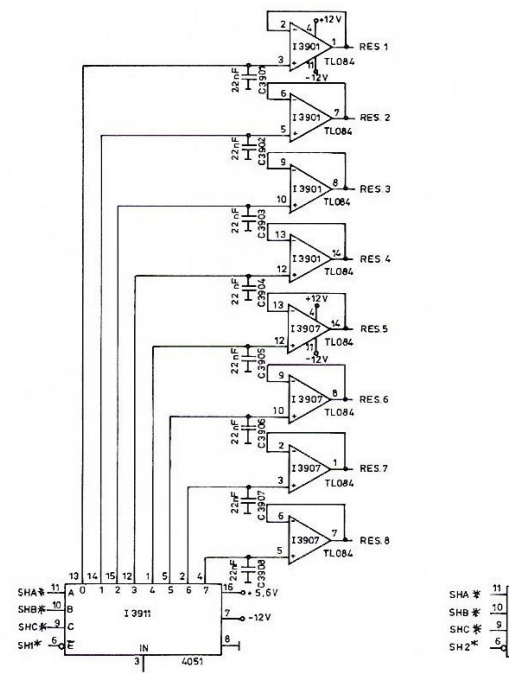 +12V
2 4
I3901 1 RES.1
3 11 TL084
-12V
22nF C3901
6
I3901 7 RES.2
5 TL084
22nF C3902
9
I3901 8 RES.3
10 TL084
22nF C3903
13
I3901 14 RES.4
12 TL084
22nF C3904
+12V
13 4
I3907 14 RES.5
12 11 TL084
-12V
22nF C3905
9
I3907 8 RES.6
10 TL084
22nF C3906
2
I3907 1 RES.7
3 TL084
22nF C3907
6
I3907 7 RES.8
5 TL084
22nF C3908
13 14 15 12 1 5 2 4
0 1 2 3 4 5 6 7 16 +5.6V
SHA* 11 A
SHB* 10 B I3911 7 -12V
SHC* 9 C
SH1* 6 E IN 8
3 4051
SHA* 11
SHB* 10
SHC* 9
SH2* 6